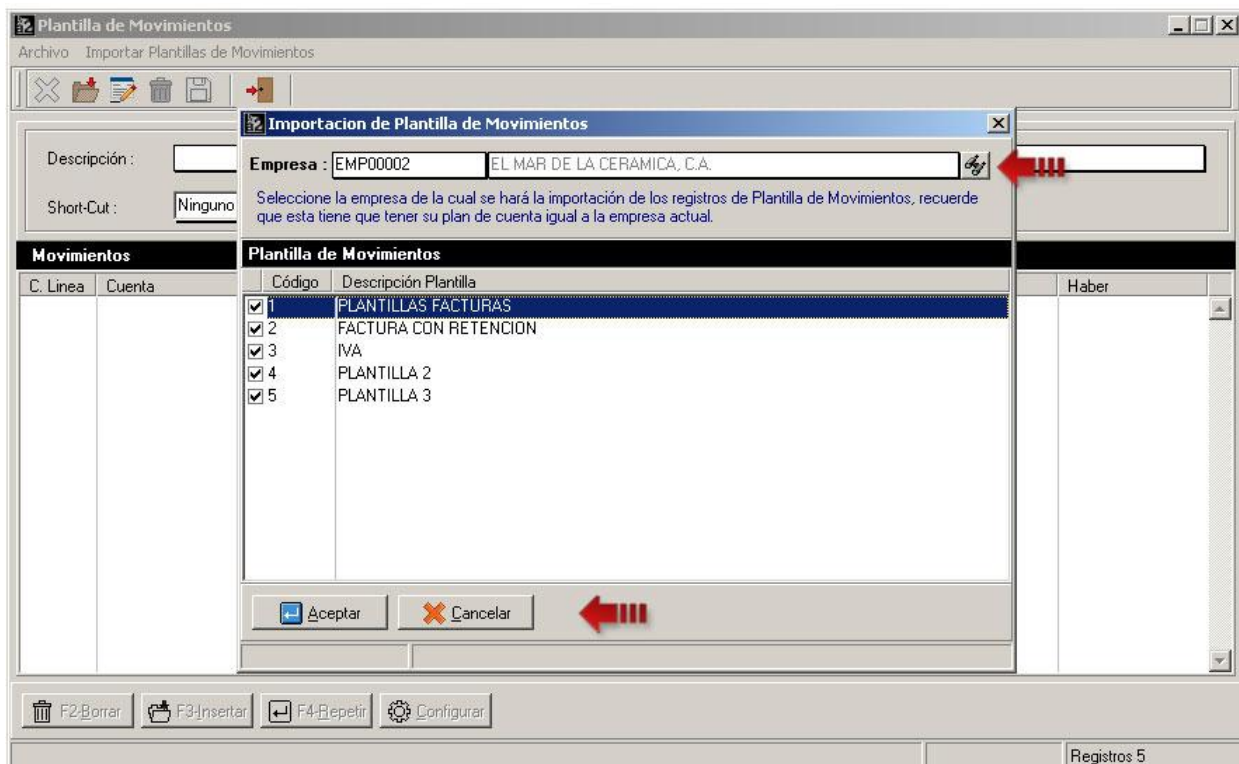 Plantilla de Movimientos
Archivo Importar Plantillas de Movimientos
Importacion de Plantilla de Movimientos
Descripción :
Empresa : EMP00002 EL MAR DE LA CERAMICA, C.A.
Short-Cut : Ninguno
Seleccione la empresa de la cual se hará la importación de los registros de Plantilla de Movimientos, recuerde
que esta tiene que tener su plan de cuenta igual a la empresa actual.
Movimientos
Plantilla de Movimientos
C. Linea Cuenta Haber
Código Descripción Plantilla
1 PLANTILLAS FACTURAS
2 FACTURA CON RETENCION
3 IVA
4 PLANTILLA 2
5 PLANTILLA 3
Aceptar Cancelar
F2-Borrar F3-Insertar F4-Repetir Configurar
Registros 5